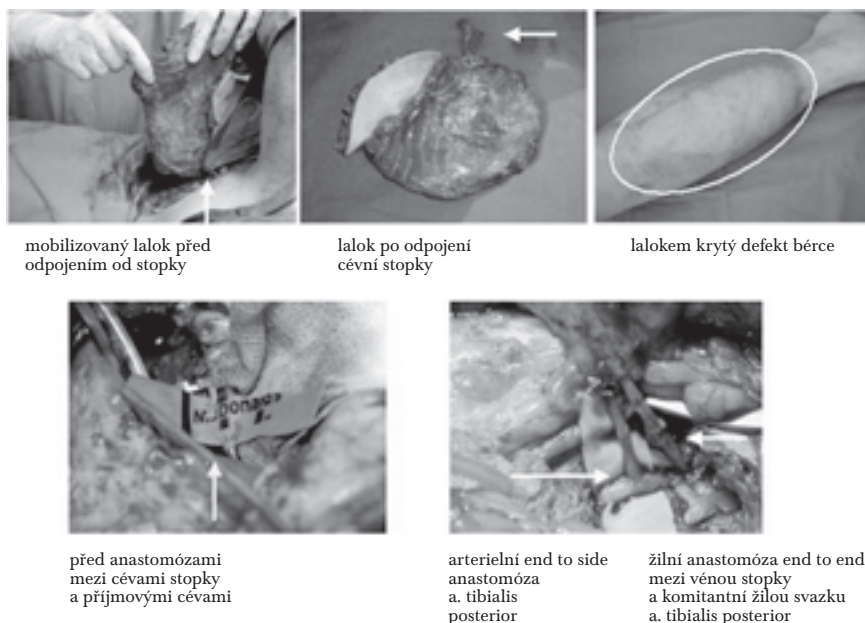 mobilizovaný lalok před
odpojením od stopky
lalok po odpojení
cévní stopky
lalokem krytý defekt bérce
před anastomózami
mezi cévami stopky
a příjmovými cévami
arterielní end to side
anastomóza
a. tibialis
posterior
žilní anastomóza end to end
mezi vénou stopky
a komitantní žilou svazku
a. tibialis posterior